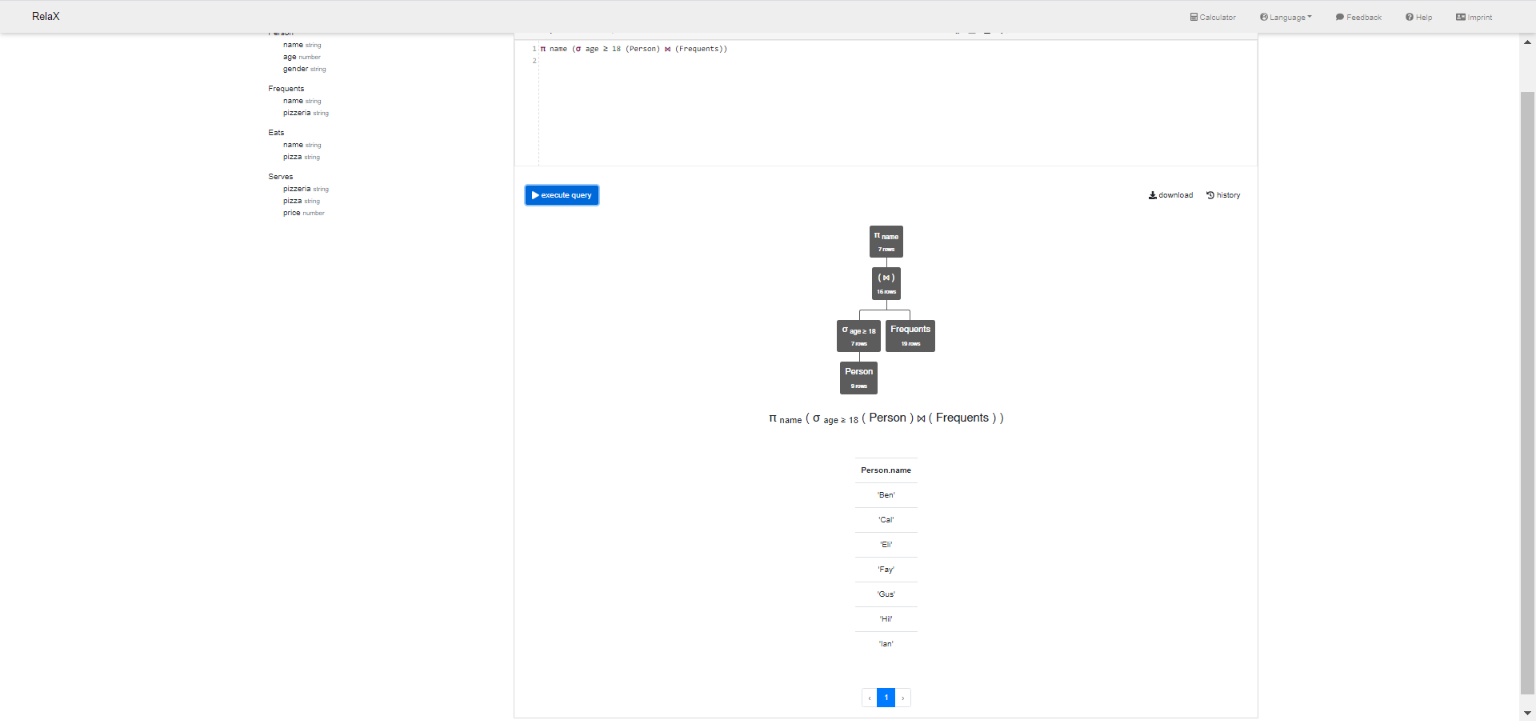 RelaX
Calculator
Language
Feedback
Help
Imprint
Person
name string
age number
gender string
Frequents
name string
pizzeria string
Eats
name string
pizza string
Serves
pizzeria string
pizza string
price number
1 π name (σ age ≥ 18 (Person) ⋈ (Frequents))
2
execute query
download
history
π name
7 rows
( ⋈ )
16 rows
σ age ≥ 18
7 rows
Frequents
19 rows
Person
9 rows
π name ( σ age ≥ 18 ( Person ) ⋈ ( Frequents ) )
Person.name
'Ben'
'Cal'
'Eli'
'Fay'
'Gus'
'Hil'
'Ian'
‹ 1 ›